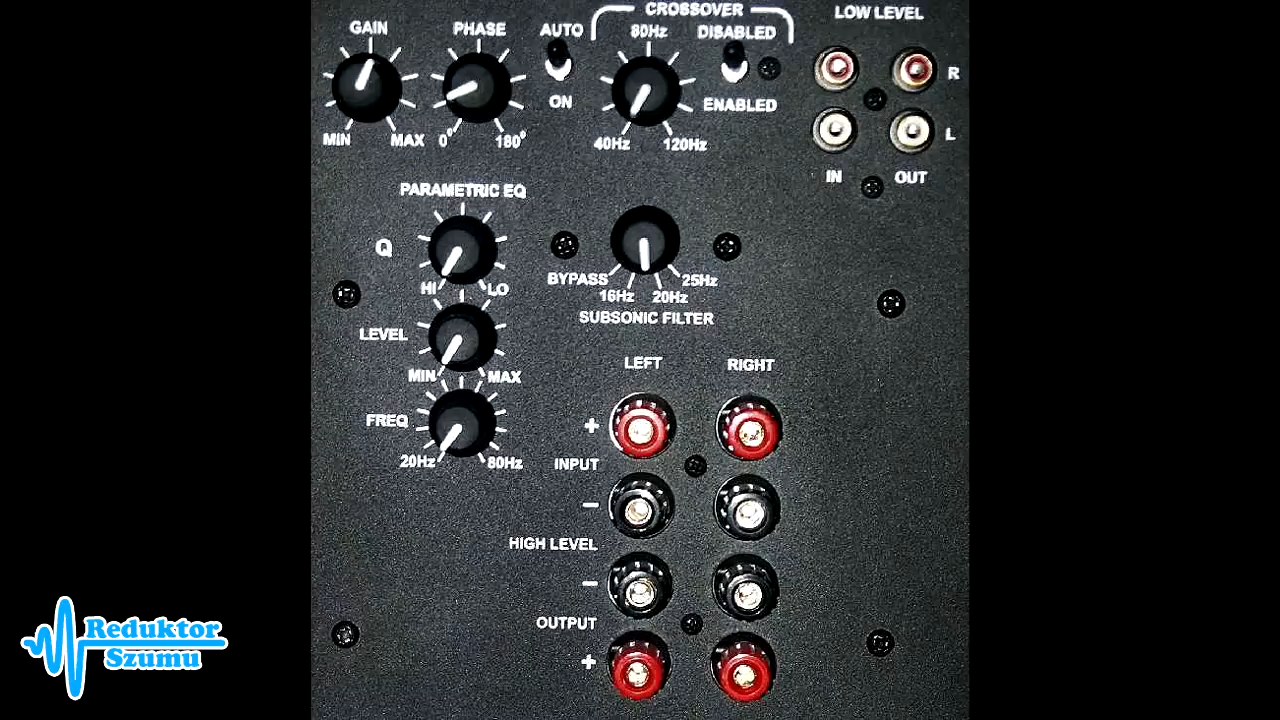 GAIN
PHASE
AUTO
ON
CROSSOVER
80Hz
DISABLED
ENABLED
LOW LEVEL
R
L
IN
OUT
MIN
MAX
0°
180°
40Hz
120Hz
PARAMETRIC EQ
Q
HI
LO
LEVEL
MIN
MAX
FREQ
20Hz
80Hz
BYPASS
16Hz
20Hz
25Hz
SUBSONIC FILTER
LEFT
RIGHT
+
INPUT
−
HIGH LEVEL
−
OUTPUT
+
Reduktor
Szumu